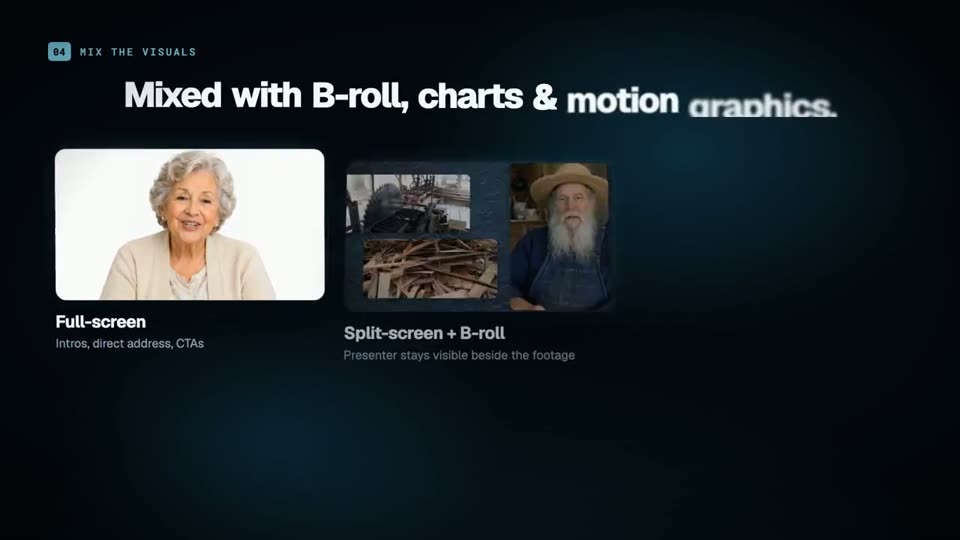 04 MIX THE VISUALS
Mixed with B-roll, charts & motion graphics.
Full-screen
Intros, direct address, CTAs
Split-screen + B-roll
Presenter stays visible beside the footage